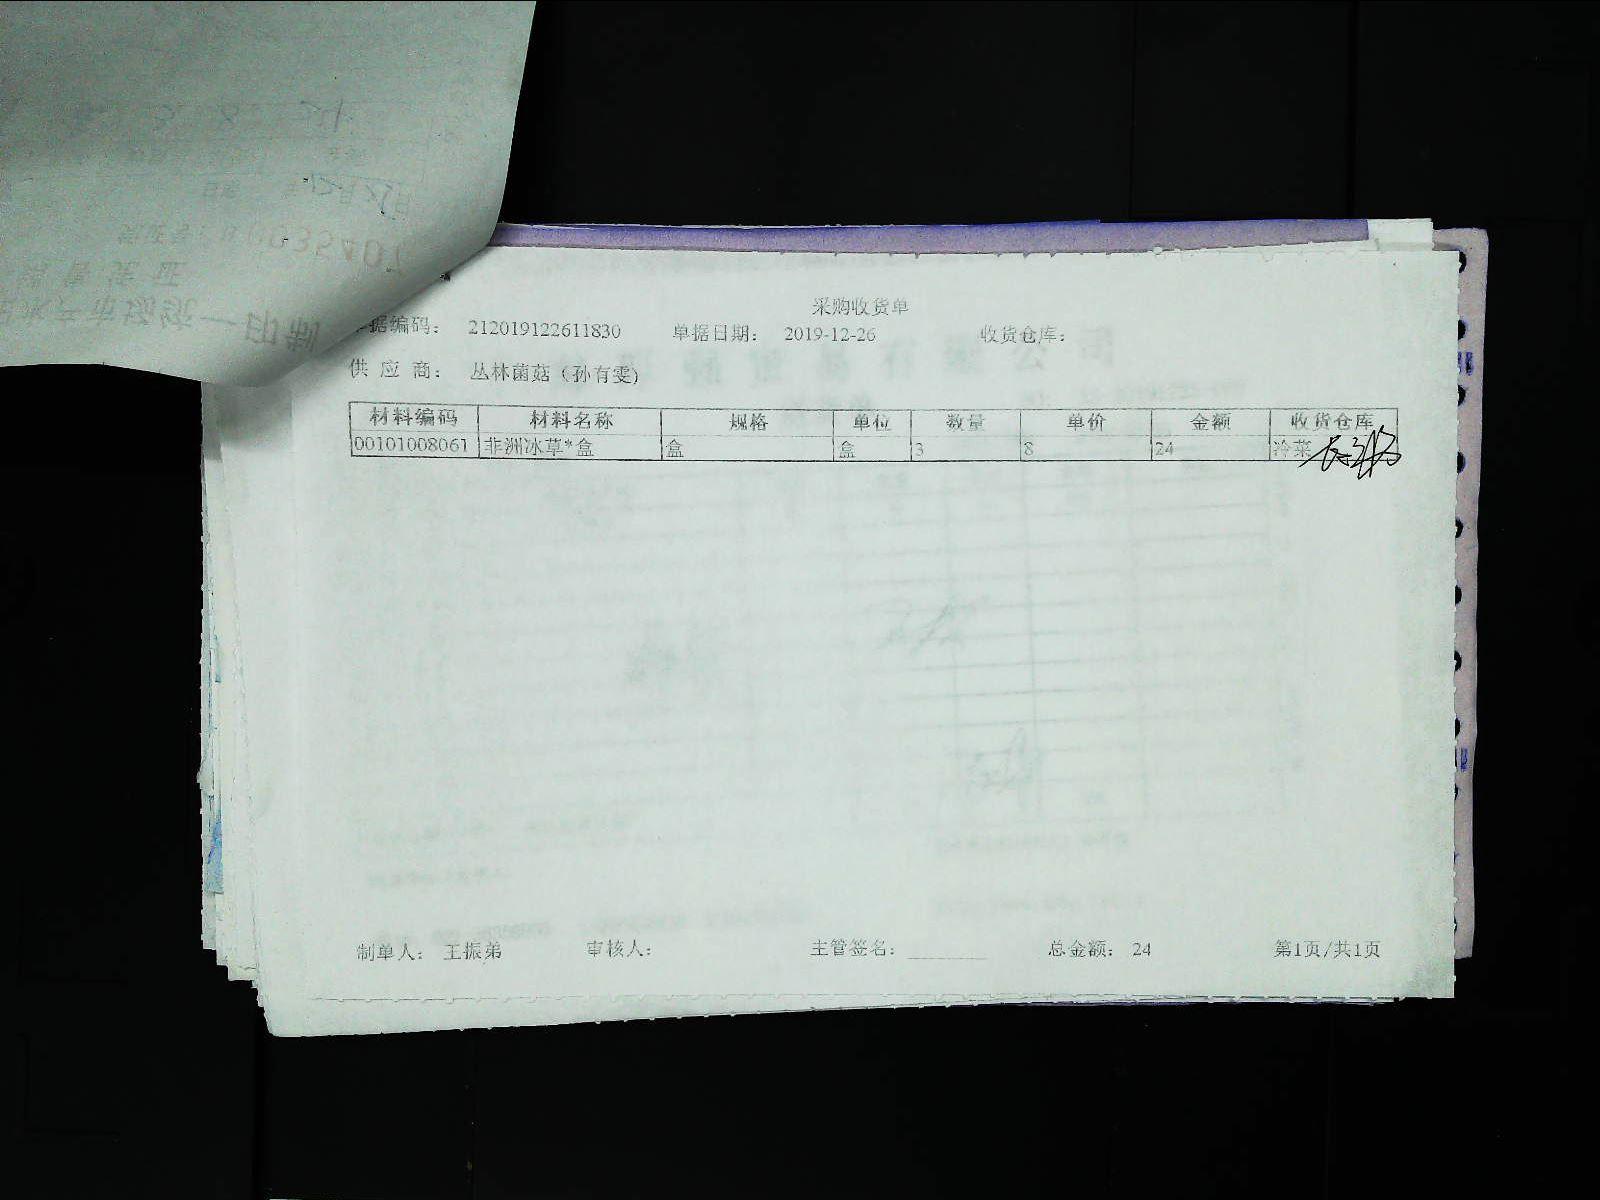 采购收货单
据编码： 212019122611830 单据日期： 2019-12-26 收货仓库：
供 应 商： 丛林菌菇（孙有雯）
材料编码 材料名称 规格 单位 数量 单价 金额 收货仓库
00101008061 非洲冰草*盒 盒 盒 3 8 24 冷菜
制单人： 王振弟 审核人： 主管签名： ________ 总金额： 24 第1页/共1页